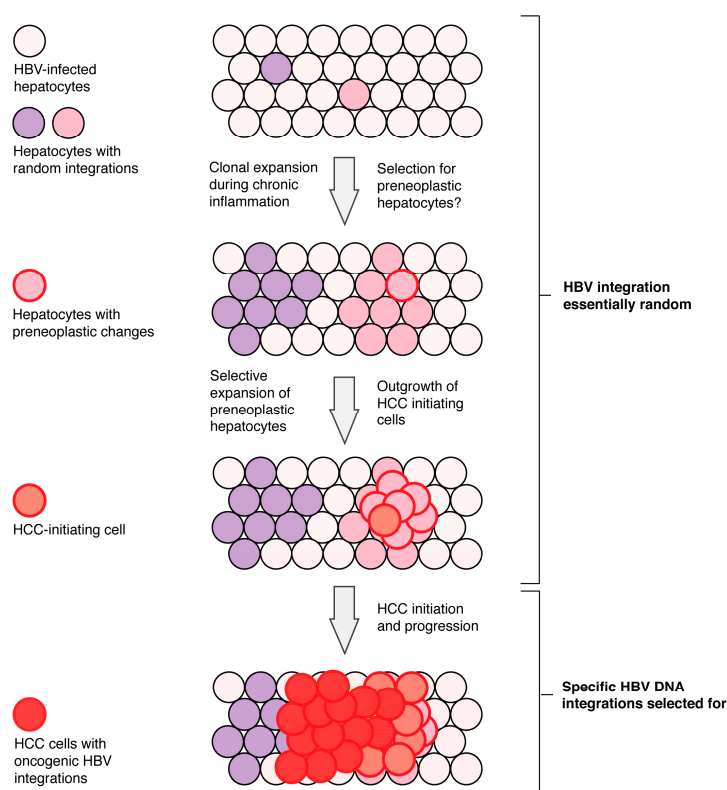 HBV-infected
hepatocytes
Hepatocytes with
random integrations
Clonal expansion
during chronic
inflammation
Selection for
preneoplastic
hepatocytes?
Hepatocytes with
preneoplastic changes
HBV integration
essentially random
Selective
expansion of
preneoplastic
hepatocytes
Outgrowth of
HCC initiating
cells
HCC-initiating cell
HCC initiation
and progression
Specific HBV DNA
integrations selected for
HCC cells with
oncogenic HBV
integrations